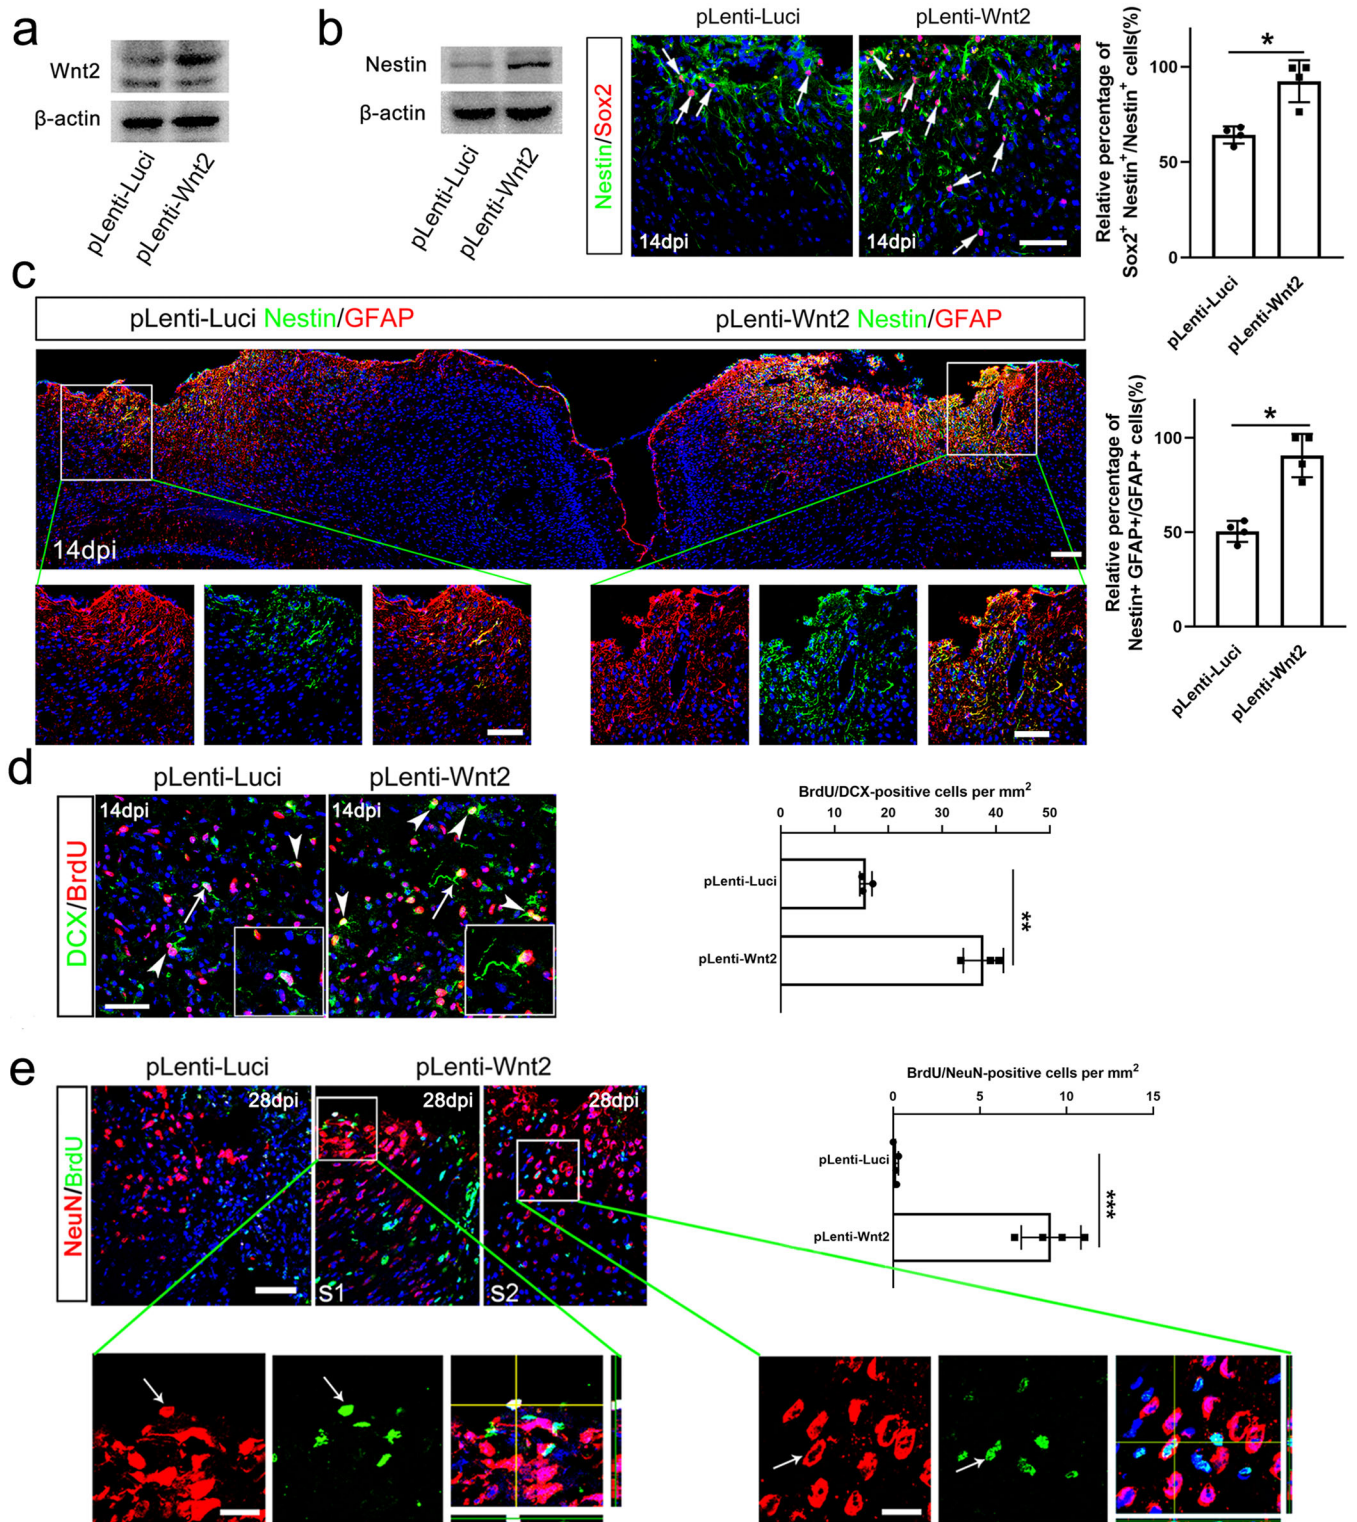 a
Wnt2
β-actin
pLenti-Luci
pLenti-Wnt2
b
Nestin
β-actin
pLenti-Luci
pLenti-Wnt2
Nestin/Sox2
pLenti-Luci
pLenti-Wnt2
14dpi
14dpi
Relative percentage of
Sox2⁺ Nestin⁺/Nestin⁺ cells(%)
100
50
0
*
pLenti-Luci
pLenti-Wnt2
c
pLenti-Luci Nestin/GFAP
pLenti-Wnt2 Nestin/GFAP
14dpi
Relative percentage of
Nestin+ GFAP+/GFAP+ cells(%)
100
50
0
*
pLenti-Luci
pLenti-Wnt2
d
pLenti-Luci
pLenti-Wnt2
DCX/BrdU
14dpi
14dpi
BrdU/DCX-positive cells per mm²
0 10 20 30 40 50
pLenti-Luci
pLenti-Wnt2
**
e
pLenti-Luci
pLenti-Wnt2
NeuN/BrdU
28dpi
28dpi
28dpi
S1
S2
BrdU/NeuN-positive cells per mm²
0 5 10 15
pLenti-Luci
pLenti-Wnt2
***